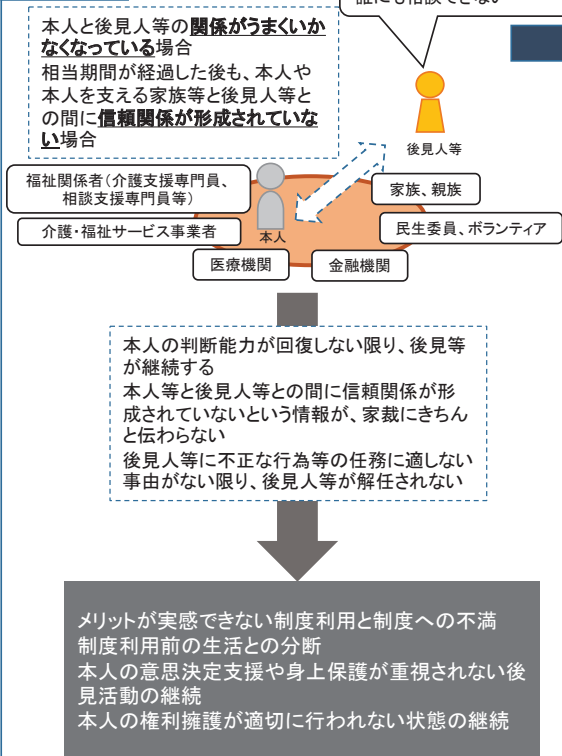 誰にも相談できない
本人と後見人等の関係がうまくいか
なくなっている場合
相当期間が経過した後も、本人や
本人を支える家族等と後見人等と
の間に信頼関係が形成されていな
い場合
後見人等
福祉関係者（介護支援専門員、
相談支援専門員等）
家族、親族
介護・福祉サービス事業者
本人
民生委員、ボランティア
医療機関
金融機関
本人の判断能力が回復しない限り、後見等
が継続する
本人等と後見人等との間に信頼関係が形
成されていないという情報が、家裁にきちん
と伝わらない
後見人等に不正な行為等の任務に適しない
事由がない限り、後見人等が解任されない
メリットが実感できない制度利用と制度への不満
制度利用前の生活との分断
本人の意思決定支援や身上保護が重視されない後
見活動の継続
本人の権利擁護が適切に行われない状態の継続